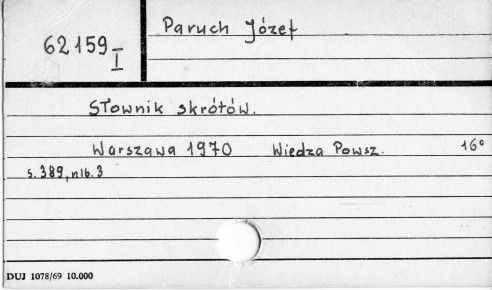 62159 I
Paruch Józef
Słownik skrótów.
Warszawa 1970 Wiedza Powsz. 16°
s. 389, nlb. 3
DUJ 1078/69 10.000